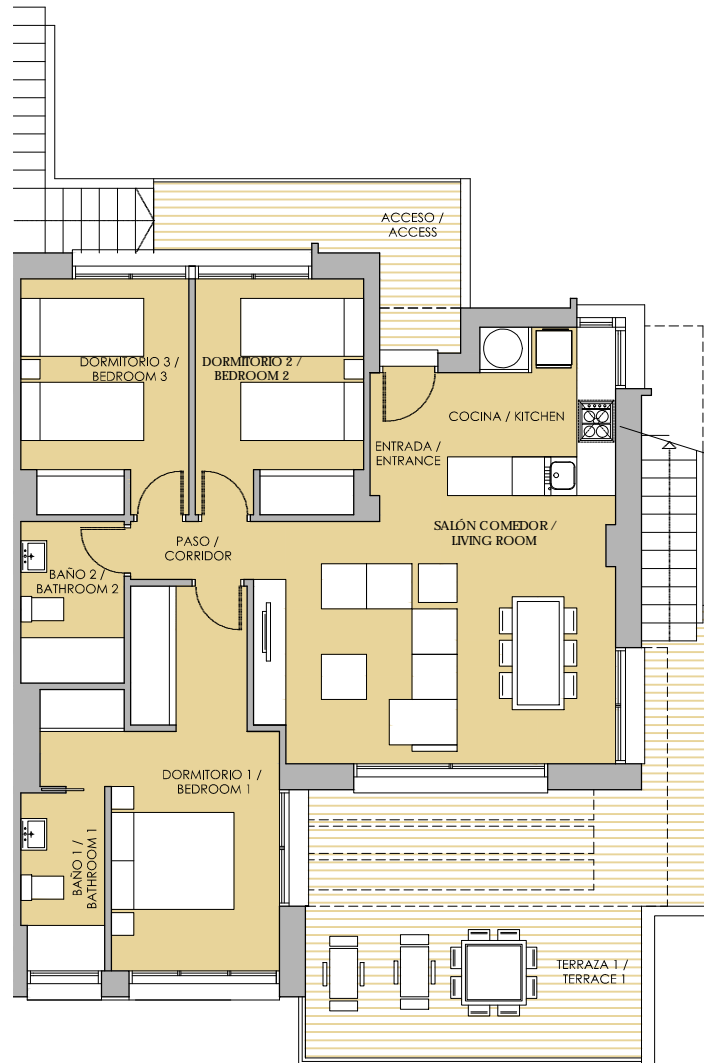 ACCESO /
ACCESS
DORMITORIO 3 /
BEDROOM 3
DORMITORIO 2 /
BEDROOM 2
COCINA / KITCHEN
ENTRADA /
ENTRANCE
SALÓN COMEDOR /
LIVING ROOM
PASO /
CORRIDOR
BAÑO 2 /
BATHROOM 2
DORMITORIO 1 /
BEDROOM 1
BAÑO 1 /
BATHROOM 1
TERRAZA 1 /
TERRACE 1